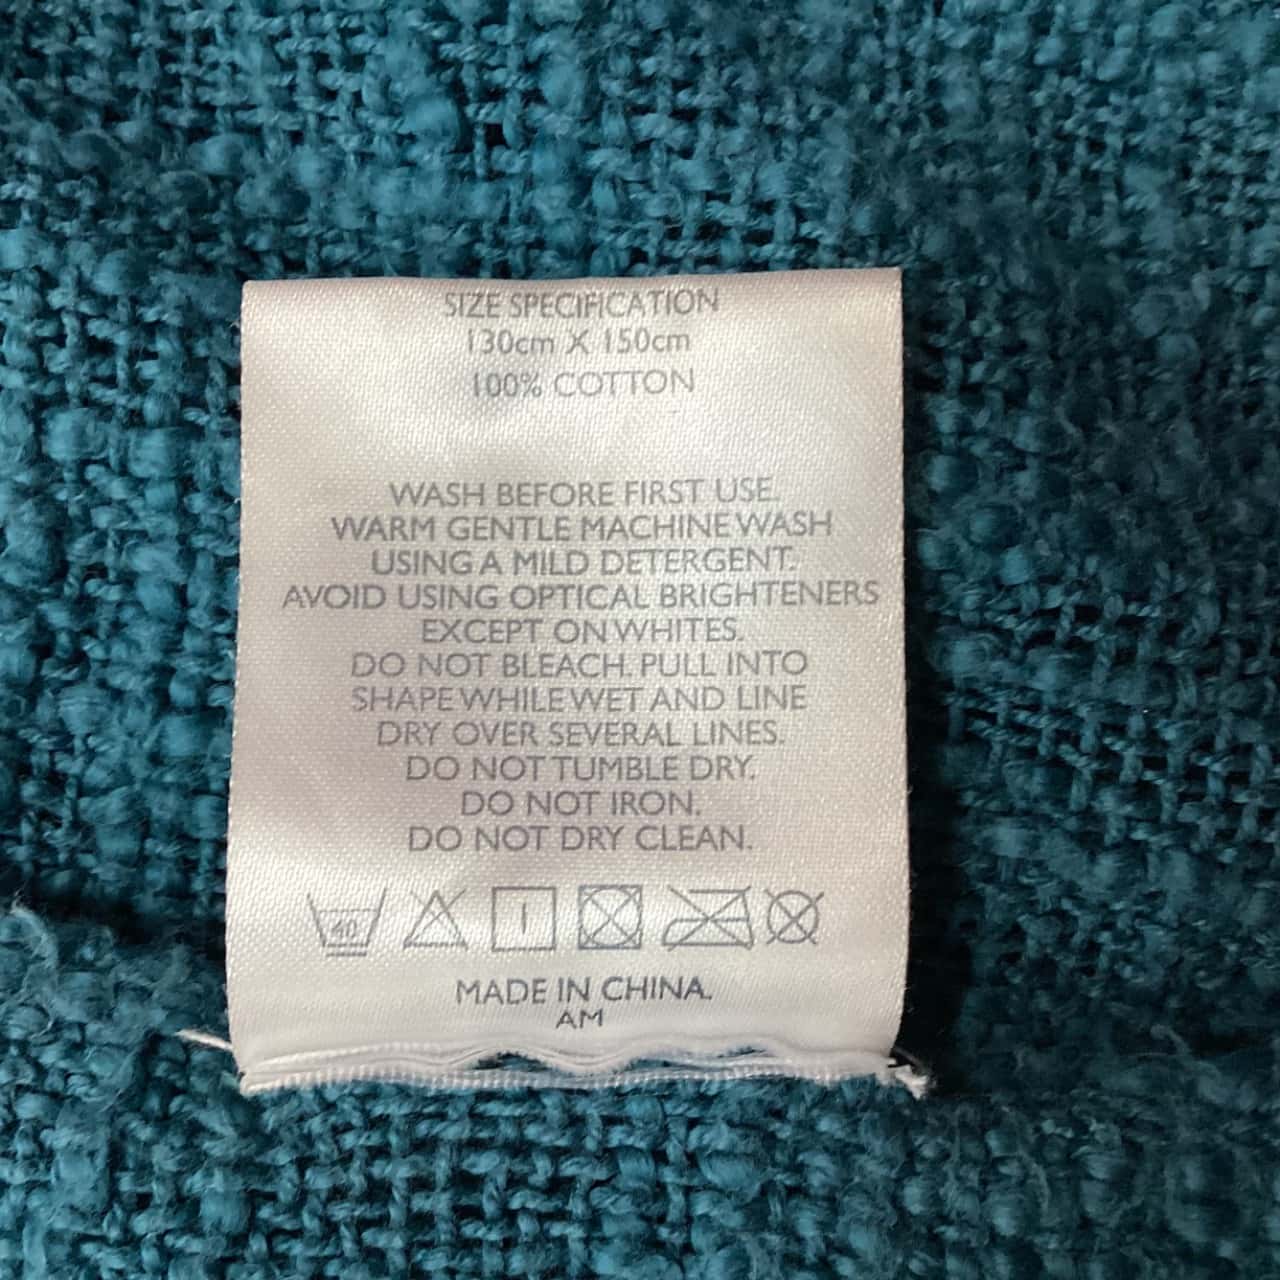 SIZE SPECIFICATION
130cm X 150cm
100% COTTON
WASH BEFORE FIRST USE.
WARM GENTLE MACHINE WASH
USING A MILD DETERGENT.
AVOID USING OPTICAL BRIGHTENERS
EXCEPT ON WHITES.
DO NOT BLEACH. PULL INTO
SHAPE WHILE WET AND LINE
DRY OVER SEVERAL LINES.
DO NOT TUMBLE DRY.
DO NOT IRON.
DO NOT DRY CLEAN.
40
MADE IN CHINA.
AM